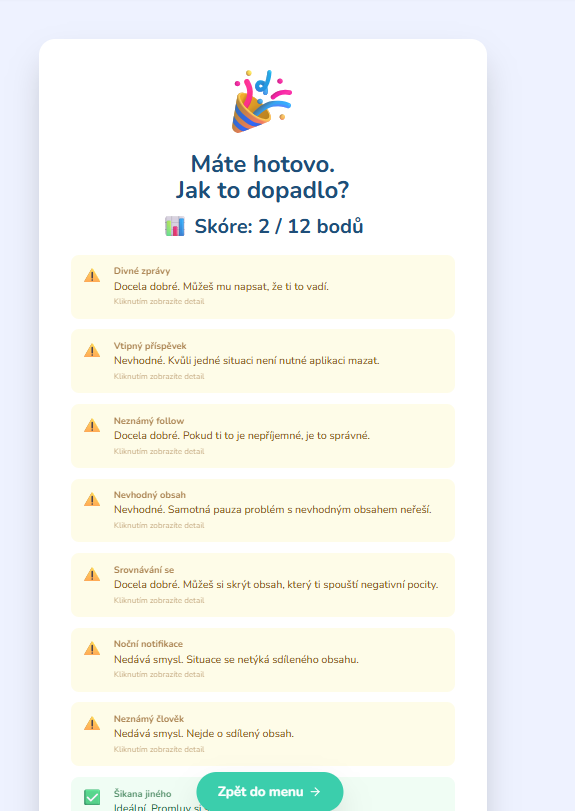 Máte hotovo.
Jak to dopadlo?
Skóre: 2 / 12 bodů
Divné zprávy
Docela dobré. Můžeš mu napsat, že ti to vadí.
Kliknutím zobrazíte detail
Vtipný příspěvek
Nevhodné. Kvůli jedné situaci není nutné aplikaci mazat.
Kliknutím zobrazíte detail
Neznámý follow
Docela dobré. Pokud ti to je nepříjemné, je to správné.
Kliknutím zobrazíte detail
Nevhodný obsah
Nevhodné. Samotná pauza problém s nevhodným obsahem neřeší.
Kliknutím zobrazíte detail
Srovnávání se
Docela dobré. Můžeš si skrýt obsah, který ti spouští negativní pocity.
Kliknutím zobrazíte detail
Noční notifikace
Nedává smysl. Situace se netýká sdíleného obsahu.
Kliknutím zobrazíte detail
Neznámý člověk
Nedává smysl. Nejde o sdílený obsah.
Kliknutím zobrazíte detail
Šikana jiného
Ideální. Promluv si
Zpět do menu →